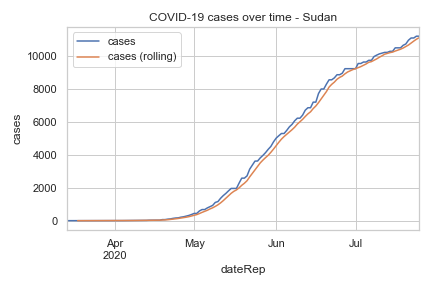 COVID-19 cases over time - Sudan
cases
cases (rolling)
10000
8000
6000
4000
2000
0
cases
Apr
2020
May
Jun
Jul
dateRep